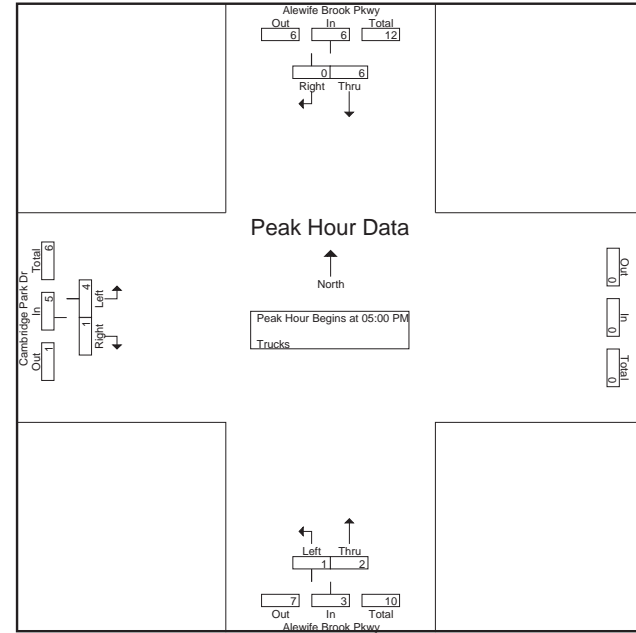 Alewife Brook Pkwy
Out In Total
6 6 12
0 6
Right Thru
Peak Hour Data
North
Peak Hour Begins at 05:00 PM
Trucks
Cambridge Park Dr
Out In Total
1 5 6
Right Left
1 4
Out In Total
0 0 0
Left Thru
1 2
7 3 10
Out In Total
Alewife Brook Pkwy